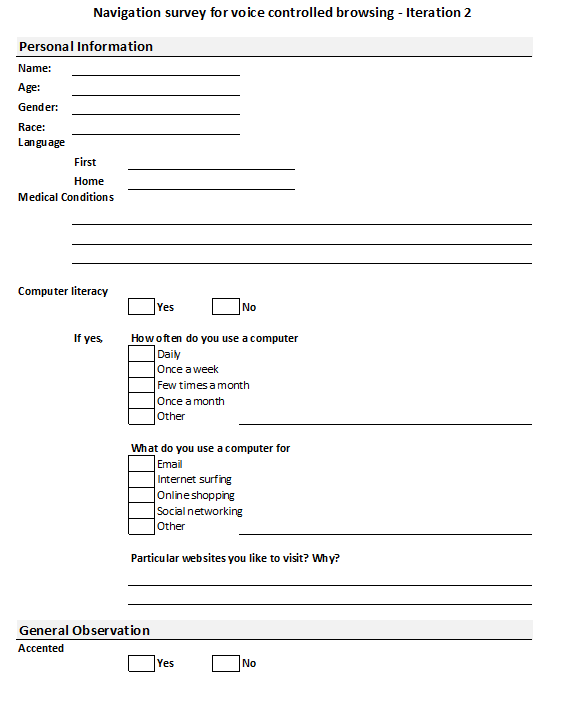 Navigation survey for voice controlled browsing - Iteration 2
Personal Information
Name:
Age:
Gender:
Race:
Language
First
Home
Medical Conditions
Computer literacy
Yes No
If yes, How often do you use a computer
Daily
Once a week
Few times a month
Once a month
Other
What do you use a computer for
Email
Internet surfing
Online shopping
Social networking
Other
Particular websites you like to visit? Why?
General Observation
Accented
Yes No